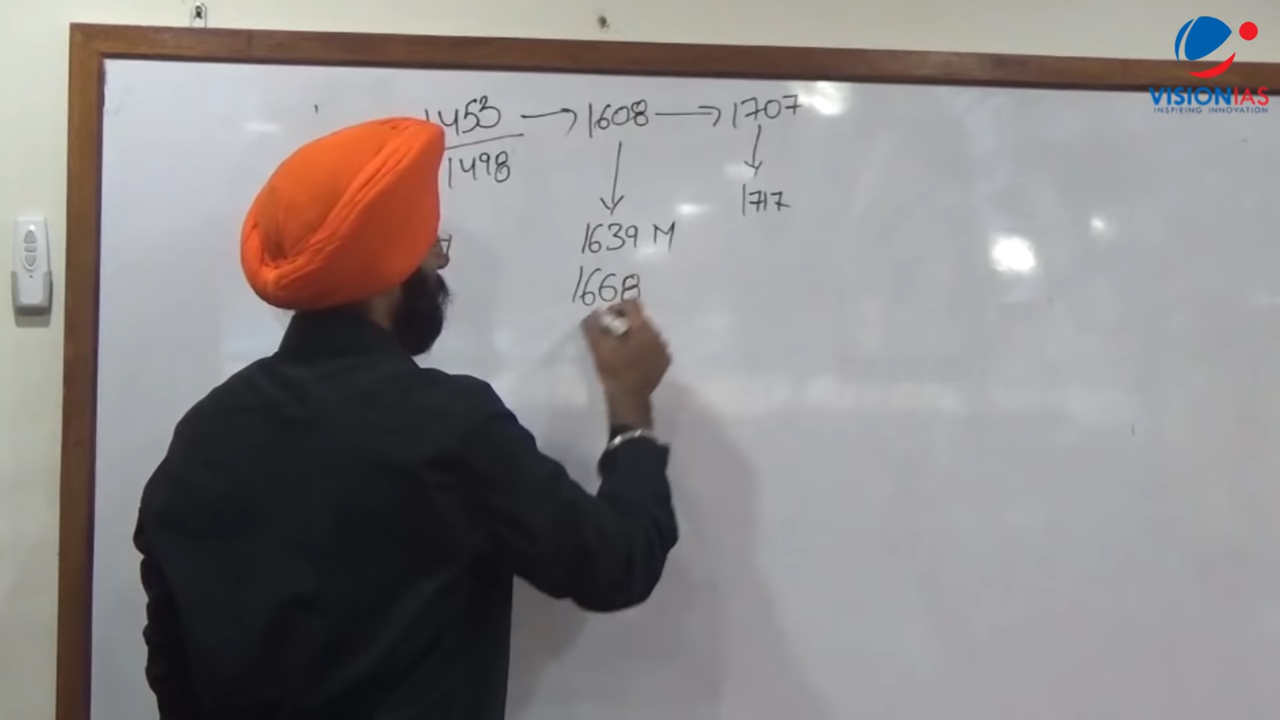 1453 → 1608 → 1707
1498
1717
1639 M
1668
VISIONIAS
INSPIRING INNOVATION